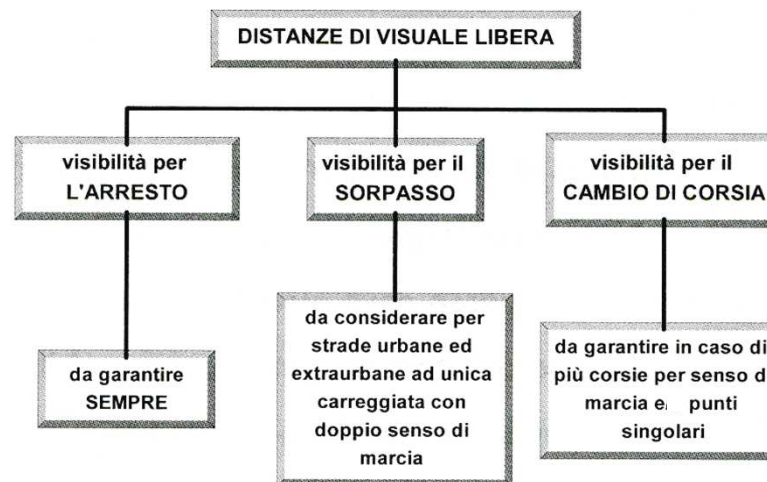 DISTANZE DI VISUALE LIBERA
visibilità per
L'ARRESTO
visibilità per il
SORPASSO
visibilità per il
CAMBIO DI CORSIA
da garantire
SEMPRE
da considerare per
strade urbane ed
extraurbane ad unica
carreggiata con
doppio senso di
marcia
da garantire in caso di
più corsie per senso d
marcia e, punti
singolari